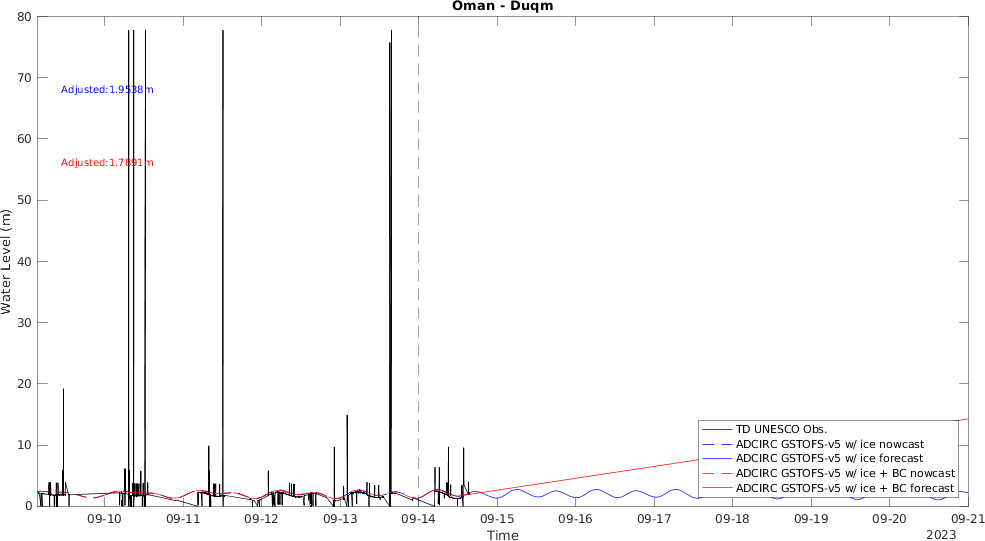 Oman - Duqm
80
70
60
50
40
30
20
10
0
Water Level (m)
Adjusted:1.9538m
Adjusted:1.7891m
TD UNESCO Obs.
ADCIRC GSTOFS-v5 w/ ice nowcast
ADCIRC GSTOFS-v5 w/ ice forecast
ADCIRC GSTOFS-v5 w/ ice + BC nowcast
ADCIRC GSTOFS-v5 w/ ice + BC forecast
09-10 09-11 09-12 09-13 09-14 09-15 09-16 09-17 09-18 09-19 09-20 09-21
Time
2023